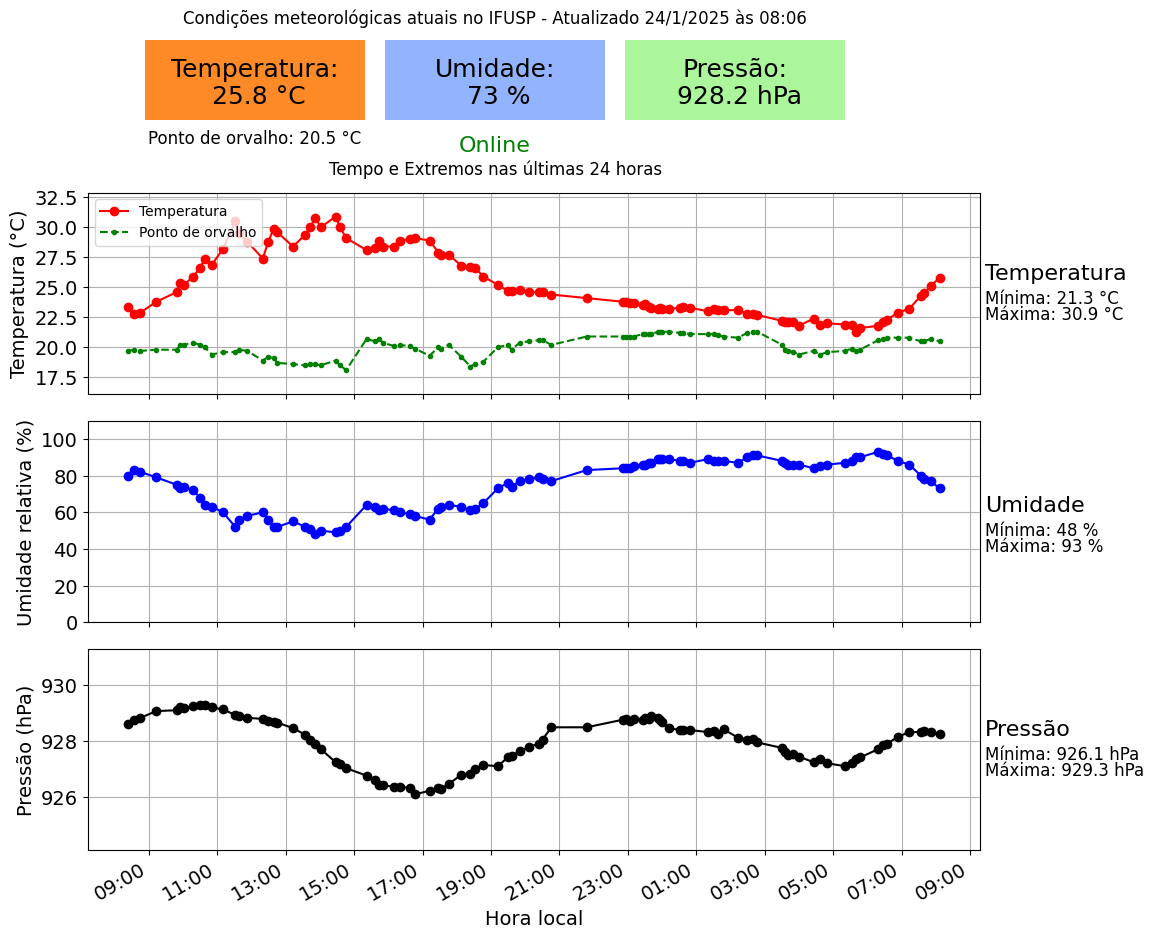 Condições meteorológicas atuais no IFUSP - Atualizado 24/1/2025 às 08:06
Temperatura:
25.8 °C
Umidade:
73 %
Pressão:
928.2 hPa
Ponto de orvalho: 20.5 °C
Online
Tempo e Extremos nas últimas 24 horas
Temperatura (°C)
32.5
30.0
27.5
25.0
22.5
20.0
17.5
Temperatura
Ponto de orvalho
Temperatura
Mínima: 21.3 °C
Máxima: 30.9 °C
Umidade relativa (%)
100
80
60
40
20
0
Umidade
Mínima: 48 %
Máxima: 93 %
Pressão (hPa)
930
928
926
Pressão
Mínima: 926.1 hPa
Máxima: 929.3 hPa
09:00
11:00
13:00
15:00
17:00
19:00
21:00
23:00
01:00
03:00
05:00
07:00
09:00
Hora local